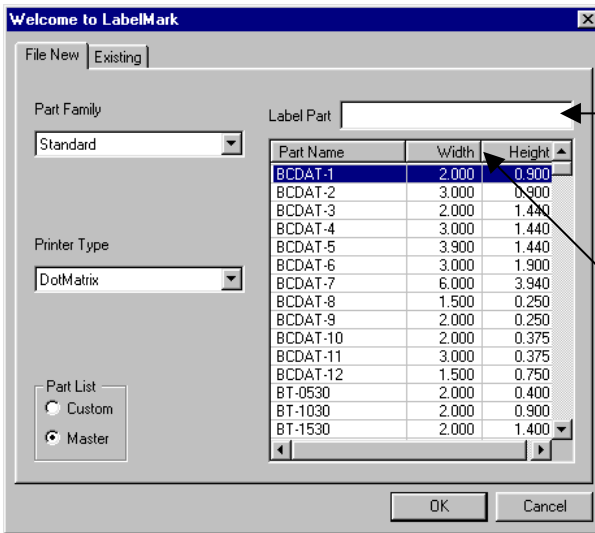 Welcome to LabelMark
File New Existing
Part Family
Standard
Label Part
Part Name Width Height
BCDAT-1 2.000 0.900
BCDAT-2 3.000 0.900
BCDAT-3 2.000 1.440
BCDAT-4 3.000 1.440
BCDAT-5 3.900 1.440
BCDAT-6 3.000 1.900
BCDAT-7 6.000 3.940
BCDAT-8 1.500 0.250
BCDAT-9 2.000 0.250
BCDAT-10 2.000 0.375
BCDAT-11 3.000 0.375
BCDAT-12 1.500 0.750
BT-0530 2.000 0.400
BT-1030 2.000 0.900
BT-1530 2.000 1.400
Printer Type
DotMatrix
Part List
Custom
Master
OK Cancel